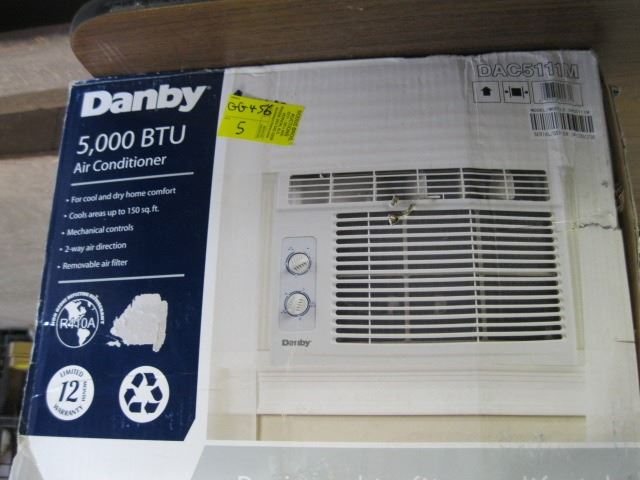 Danby
5,000 BTU
Air Conditioner
• For cool and dry home comfort
• Cools areas up to 150 sq.ft.
• Mechanical controls
• 2-way air direction
• Removable air filter
R410A
LIMITED
12 MONTH
WARRANTY
GG456
5
DAC5111M
Danby